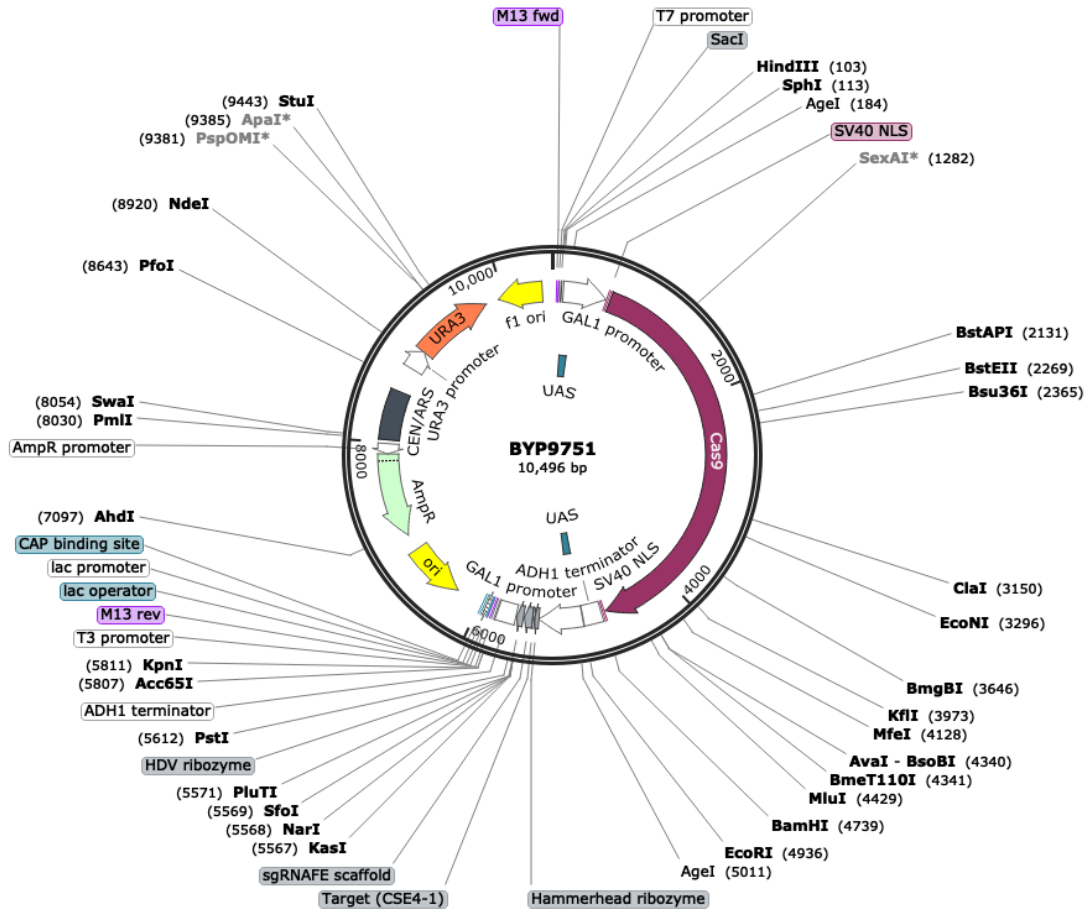 M13 fwd
T7 promoter
SacI
HindIII (103)
SphI (113)
AgeI (184)
SV40 NLS
SexAI* (1282)
(9443) StuI
(9385) ApaI*
(9381) PspOMI*
(8920) NdeI
(8643) PfoI
(8054) SwaI
(8030) PmlI
AmpR promoter
(7097) AhdI
CAP binding site
lac promoter
lac operator
M13 rev
T3 promoter
(5811) KpnI
(5807) Acc65I
ADH1 terminator
(5612) PstI
HDV ribozyme
(5571) PluTI
(5569) SfoI
(5568) NarI
(5567) KasI
sgRNAFE scaffold
Target (CSE4-1)
Hammerhead ribozyme
BstAPI (2131)
BstEII (2269)
Bsu36I (2365)
ClaI (3150)
EcoNI (3296)
BmgBI (3646)
KflI (3973)
MfeI (4128)
AvaI - BsoBI (4340)
BmeT110I (4341)
MluI (4429)
BamHI (4739)
EcoRI (4936)
AgeI (5011)
10,000
2000
4000
6000
8000
f1 ori
GAL1 promoter
UAS
URA3
URA3 promoter
CEN/ARS
AmpR
ori
Cas9
BYP9751
10,496 bp
UAS
ADH1 terminator
SV40 NLS
GAL1 promoter